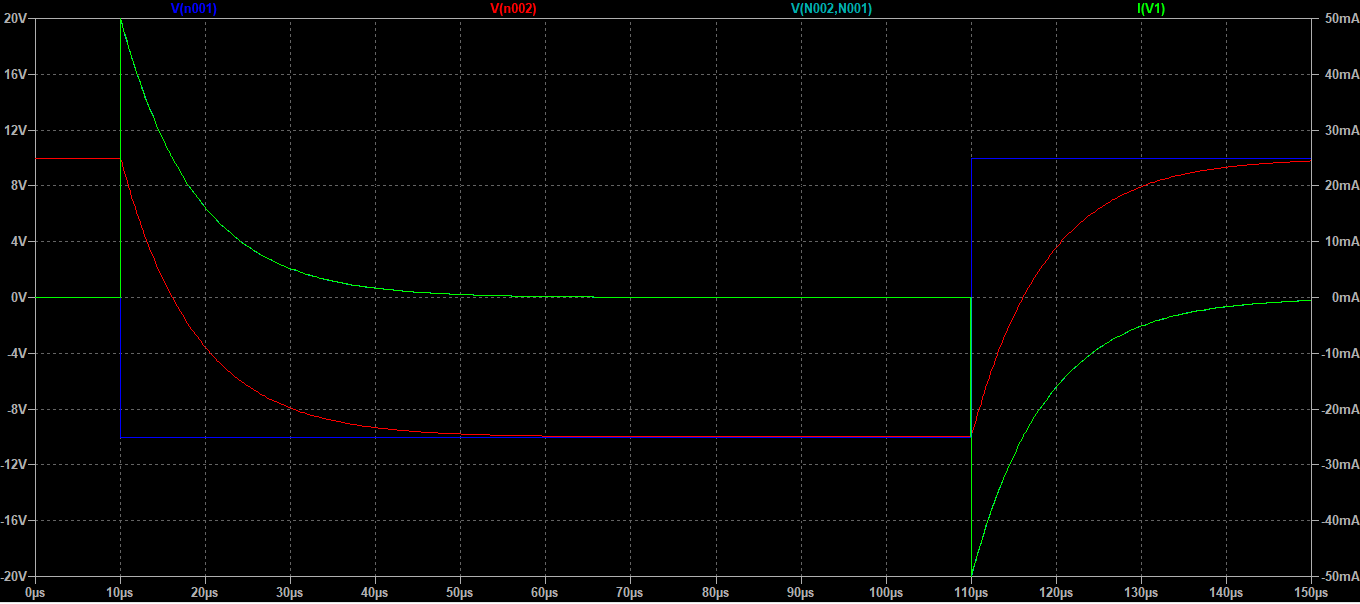 V(n001) V(n002) V(N002,N001) I(V1)
20V 50mA
16V 40mA
12V 30mA
8V 20mA
4V 10mA
0V 0mA
-4V -10mA
-8V -20mA
-12V -30mA
-16V -40mA
-20V -50mA
0µs 10µs 20µs 30µs 40µs 50µs 60µs 70µs 80µs 90µs 100µs 110µs 120µs 130µs 140µs 150µs